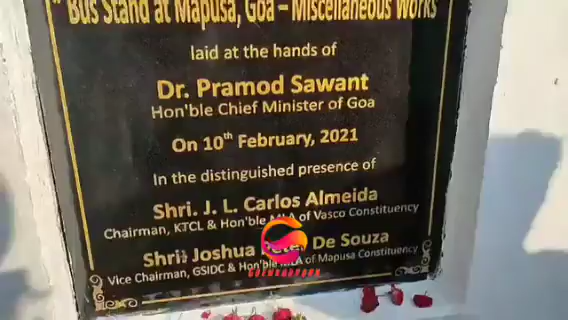 " Bus Stand at Mapusa, Goa – Miscellaneous Works
laid at the hands of
Dr. Pramod Sawant
Hon'ble Chief Minister of Goa
On 10th February, 2021
In the distinguished presence of
Shri. J. L. Carlos Almeida
Chairman, KTCL & Hon'ble MLA of Vasco Constituency
Shri. Joshua Peter De Souza
Vice Chairman, GSIDC & Hon'ble MLA of Mapusa Constituency